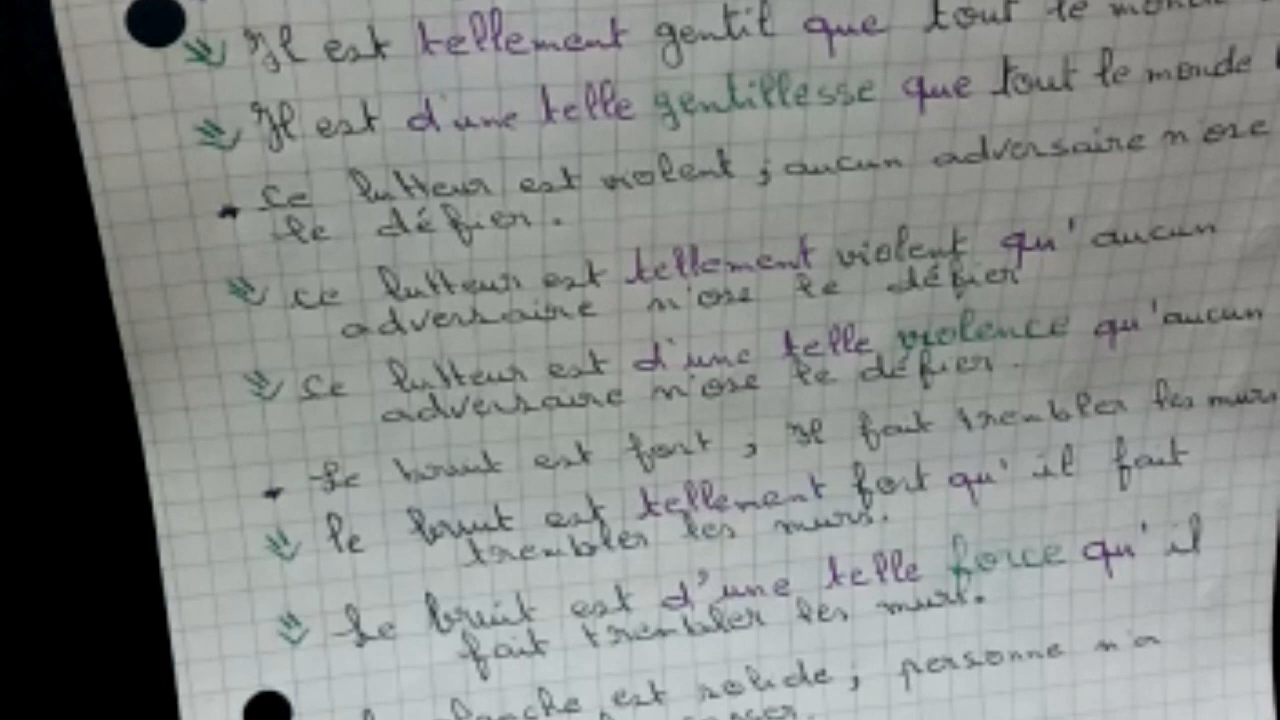 Il est tellement gentil que tout le monde
Il est d'une telle gentillesse que tout le monde
Ce lutteur est violent ; aucun adversaire n'ose
le défier.
ce lutteur est tellement violent qu'aucun
adversaire n'ose le défier
Ce lutteur est d'une telle violence qu'aucun
adversaire n'ose le défier.
Le bruit est fort, Il fait trembler les murs
le bruit est tellement fort qu'il fait
trembler les murs.
Le bruit est d'une telle force qu'il
fait trembler les murs.
est solide ; personne n'a